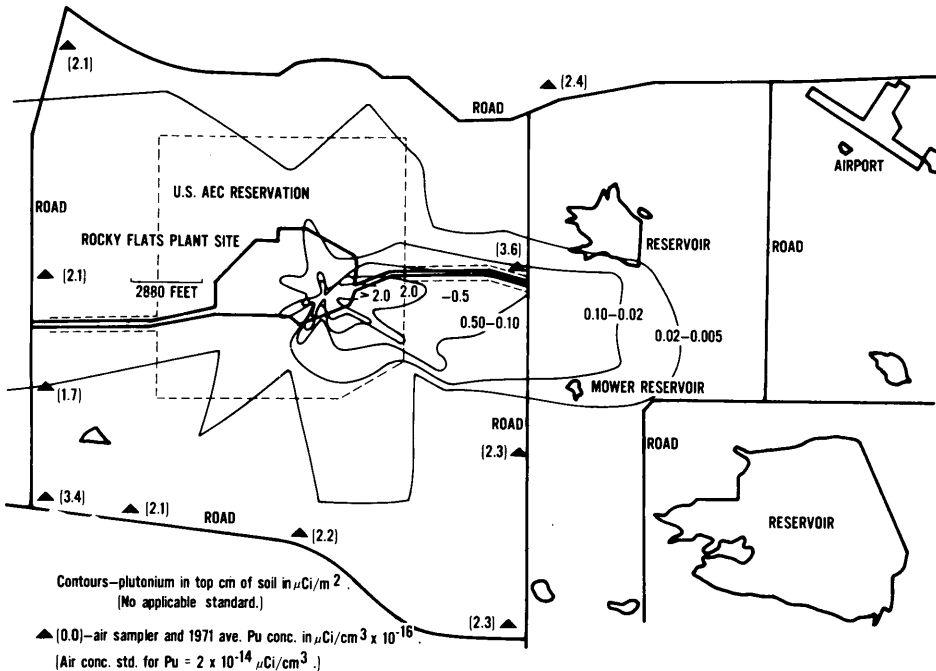 (2.1)
(2.4)
ROAD
AIRPORT
U.S. AEC RESERVATION
ROAD
ROCKY FLATS PLANT SITE
(3.6)
RESERVOIR
ROAD
(2.1)
2880 FEET
> 2.0
2.0
–0.5
0.50–0.10
0.10–0.02
0.02–0.005
(1.7)
MOWER RESERVOIR
ROAD
ROAD
(2.3)
(3.4)
(2.1)
ROAD
(2.2)
RESERVOIR
Contours–plutonium in top cm of soil in μCi/m².
(No applicable standard.)
(2.3)
▲ (0.0)–air sampler and 1971 ave. Pu conc. in μCi/cm³ x 10⁻¹⁶.
(Air conc. std. for Pu = 2 x 10⁻¹⁴ μCi/cm³.)